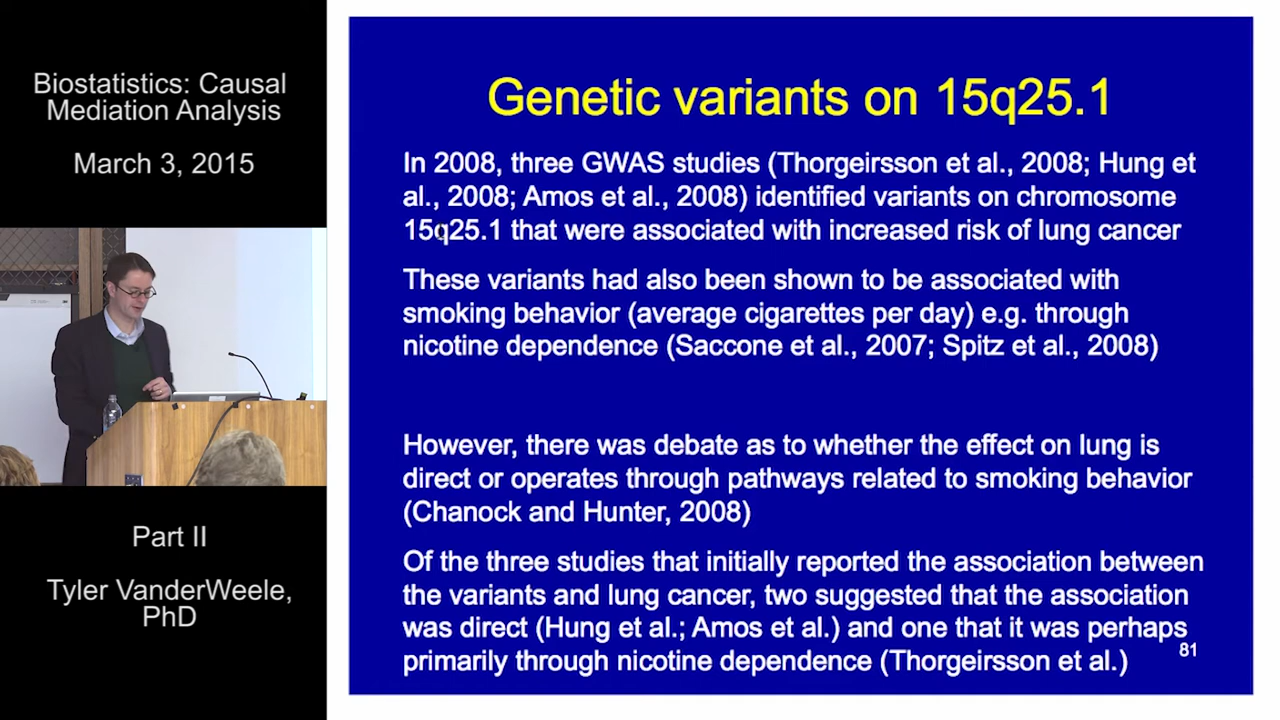 Biostatistics: Causal
Mediation Analysis
March 3, 2015
Part II
Tyler VanderWeele,
PhD
Genetic variants on 15q25.1
In 2008, three GWAS studies (Thorgeirsson et al., 2008; Hung et
al., 2008; Amos et al., 2008) identified variants on chromosome
15q25.1 that were associated with increased risk of lung cancer
These variants had also been shown to be associated with
smoking behavior (average cigarettes per day) e.g. through
nicotine dependence (Saccone et al., 2007; Spitz et al., 2008)
However, there was debate as to whether the effect on lung is
direct or operates through pathways related to smoking behavior
(Chanock and Hunter, 2008)
Of the three studies that initially reported the association between
the variants and lung cancer, two suggested that the association
was direct (Hung et al.; Amos et al.) and one that it was perhaps
primarily through nicotine dependence (Thorgeirsson et al.)
81